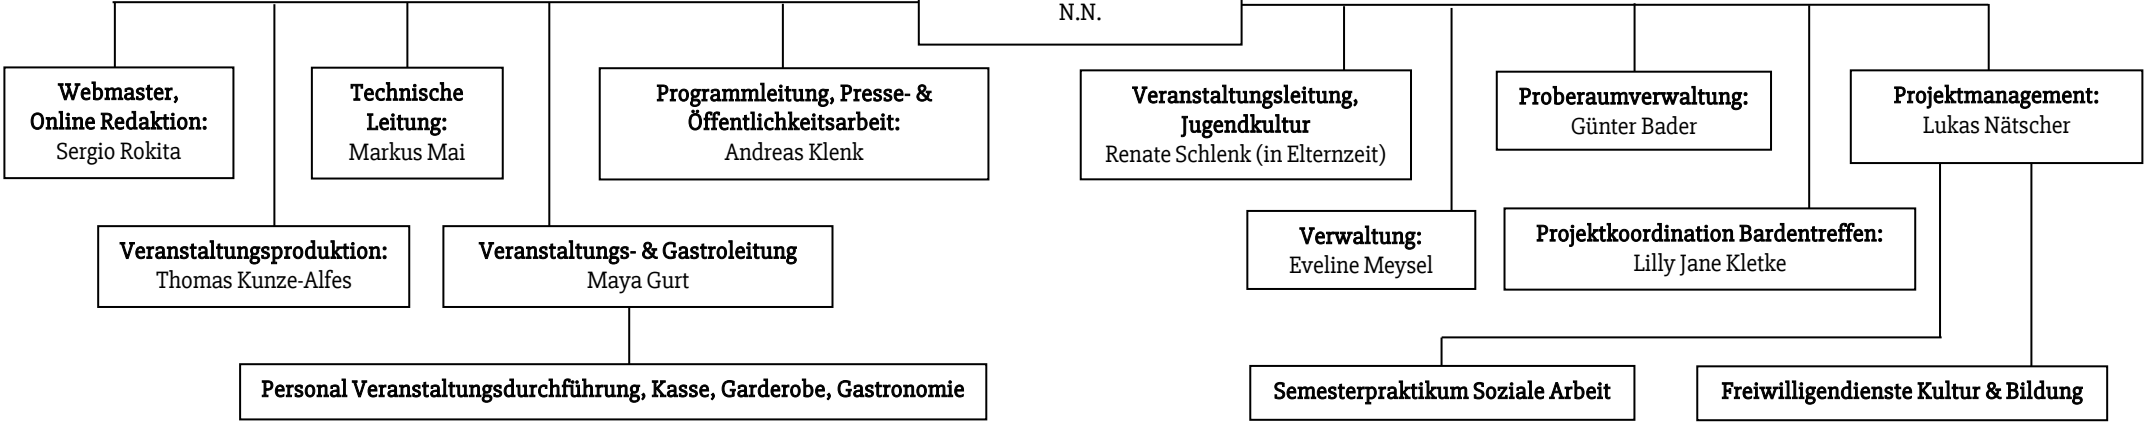 N.N.
Webmaster,
Online Redaktion:
Sergio Rokita
Technische
Leitung:
Markus Mai
Programmleitung, Presse- &
Öffentlichkeitsarbeit:
Andreas Klenk
Veranstaltungsleitung,
Jugendkultur
Renate Schlenk (in Elternzeit)
Proberaumverwaltung:
Günter Bader
Projektmanagement:
Lukas Nätscher
Veranstaltungsproduktion:
Thomas Kunze-Alfes
Veranstaltungs- & Gastroleitung
Maya Gurt
Verwaltung:
Eveline Meysel
Projektkoordination Bardentreffen:
Lilly Jane Kletke
Personal Veranstaltungsdurchführung, Kasse, Garderobe, Gastronomie
Semesterpraktikum Soziale Arbeit
Freiwilligendienste Kultur & Bildung